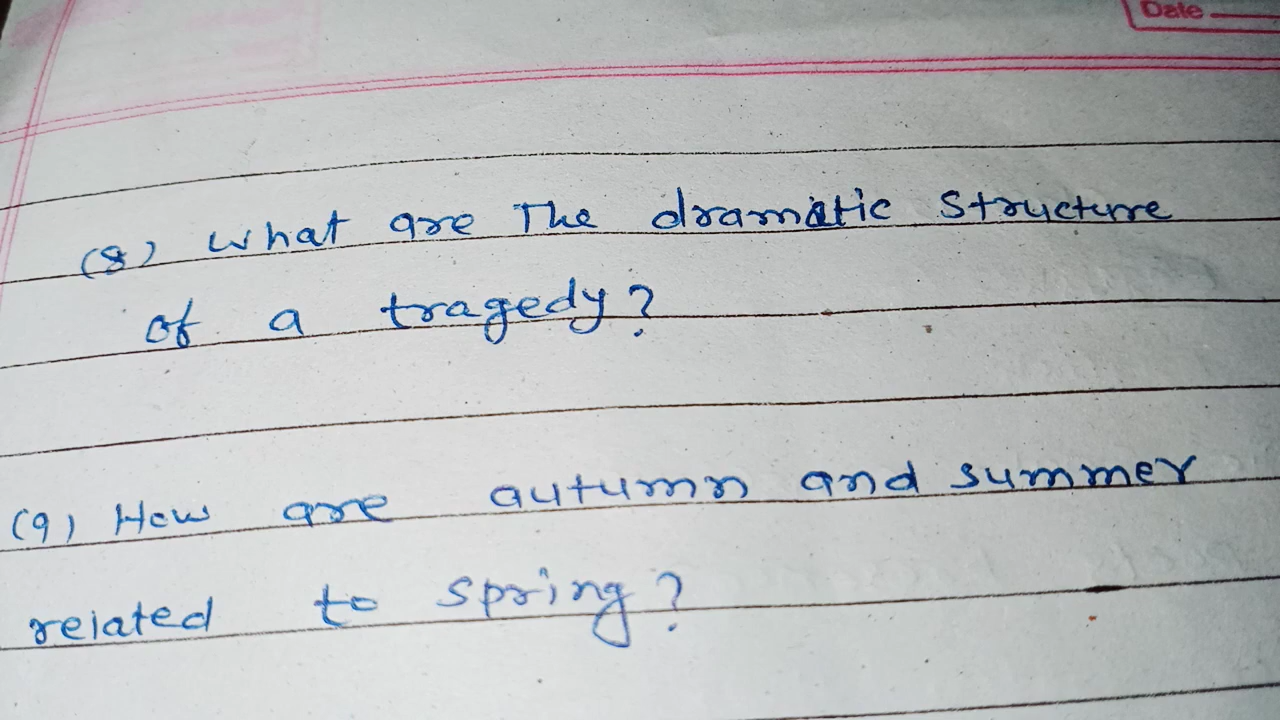 Date
(8) What are The dramatic structure
of a tragedy?
(9) How are autumn and summer
related to spring?